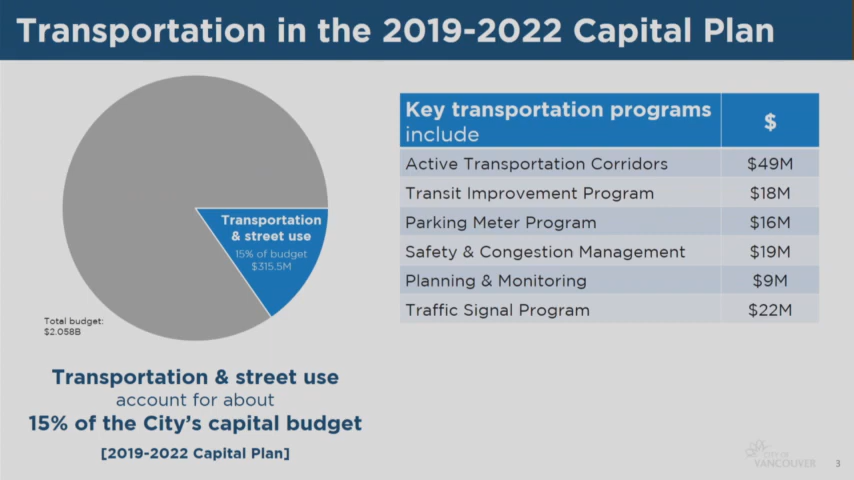 Transportation in the 2019-2022 Capital Plan
Transportation
& street use
15% of budget
$315.5M
Total budget:
$2.058B
Transportation & street use
account for about
15% of the City's capital budget
[2019-2022 Capital Plan]
Key transportation programs
include
$
Active Transportation Corridors $49M
Transit Improvement Program $18M
Parking Meter Program $16M
Safety & Congestion Management $19M
Planning & Monitoring $9M
Traffic Signal Program $22M
CITY OF
VANCOUVER
3